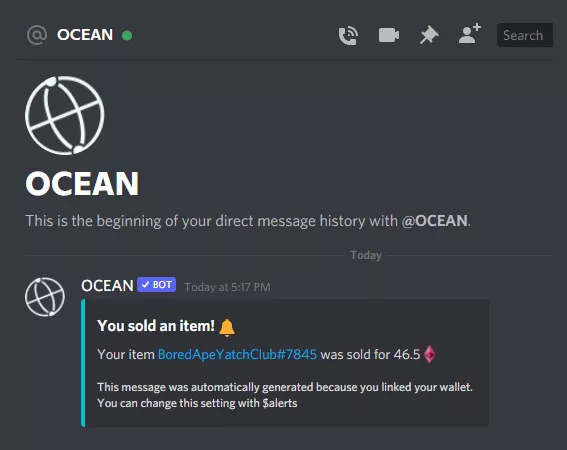 @ OCEAN
Search
OCEAN
This is the beginning of your direct message history with @OCEAN.
Today
OCEAN ✓ BOT Today at 5:17 PM
You sold an item! 🔔
Your item BoredApeYatchClub#7845 was sold for 46.5
This message was automatically generated because you linked your wallet.
You can change this setting with $alerts